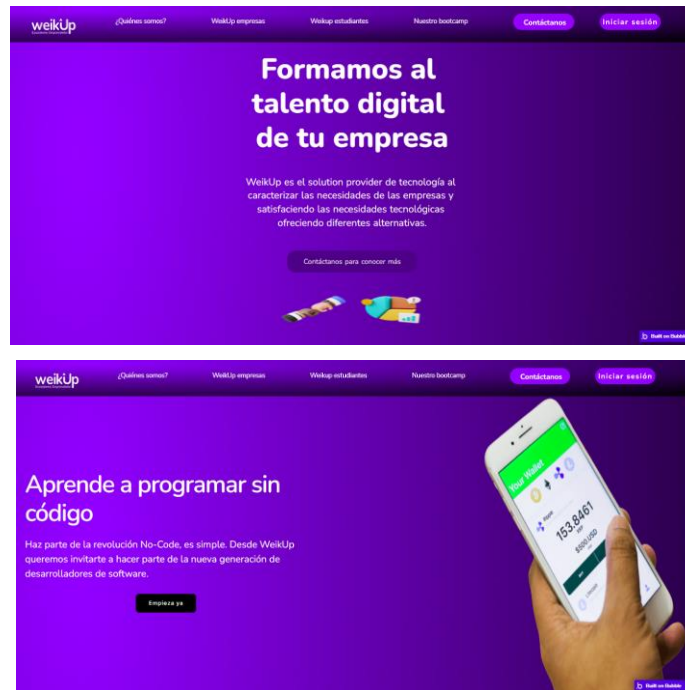 weikUp
¿Quiénes somos?
WeikUp empresas
Weikup estudiantes
Nuestro bootcamp
Contáctanos
Iniciar sesión
Formamos al
talento digital
de tu empresa
WeikUp es el solution provider de tecnología al
caracterizar las necesidades de las empresas y
satisfaciendo las necesidades tecnológicas
ofreciendo diferentes alternativas.
Contáctanos para conocer más
Built on Bubble
weikUp
¿Quiénes somos?
WeikUp empresas
Weikup estudiantes
Nuestro bootcamp
Contáctanos
Iniciar sesión
Aprende a programar sin
código
Haz parte de la revolución No-Code, es simple. Desde WeikUp
queremos invitarte a hacer parte de la nueva generación de
desarrolladores de software.
Empieza ya
Your Wallet
Ripple
153.8461
XRP
$500 USD
Built on Bubble